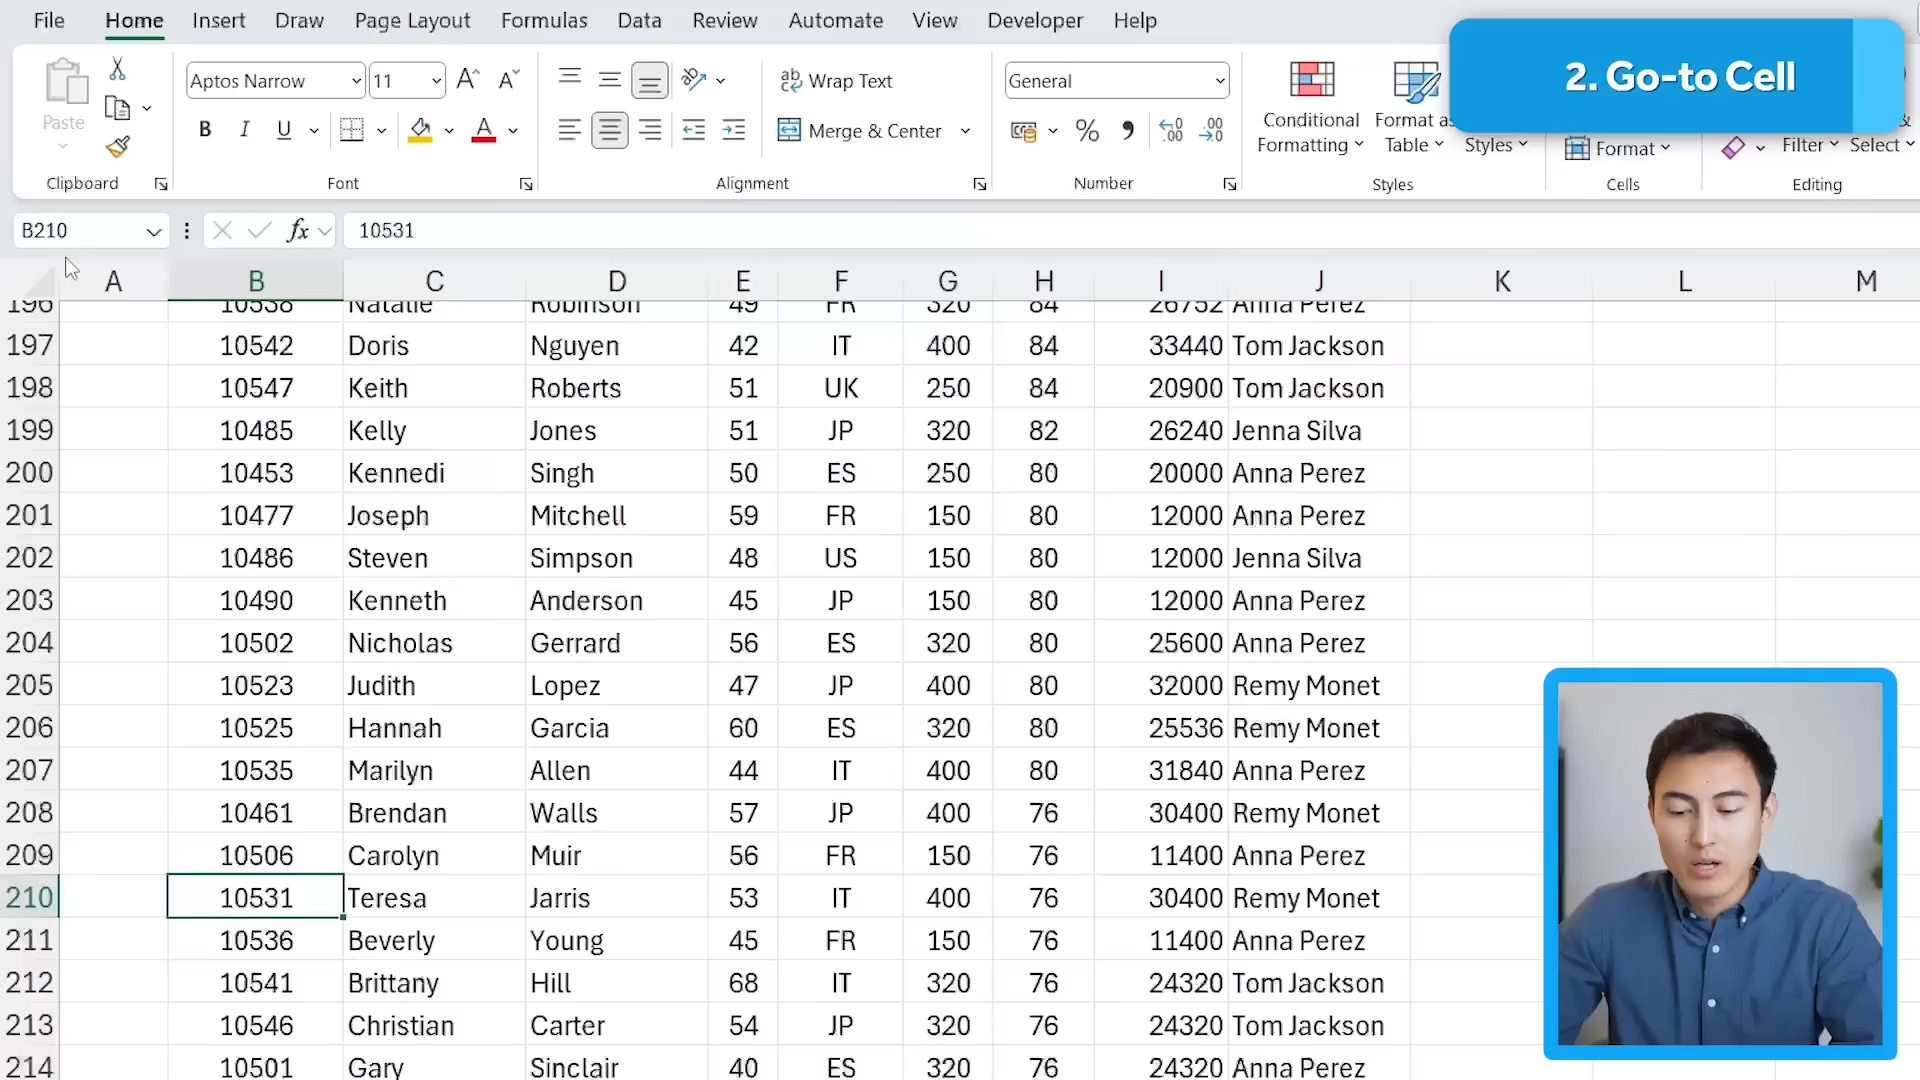 File Home Insert Draw Page Layout Formulas Data Review Automate View Developer Help
2. Go-to Cell
Aptos Narrow 11 Wrap Text General
Paste B I U Merge & Center % Conditional Formatting Format as Table Styles Format Filter Select
Clipboard Font Alignment Number Styles Cells Editing
B210 fx 10531
A B C D E F G H I J K L M
196 10538 Natalie Robinson 49 FR 320 84 26752 Anna Perez
197 10542 Doris Nguyen 42 IT 400 84 33440 Tom Jackson
198 10547 Keith Roberts 51 UK 250 84 20900 Tom Jackson
199 10485 Kelly Jones 51 JP 320 82 26240 Jenna Silva
200 10453 Kennedi Singh 50 ES 250 80 20000 Anna Perez
201 10477 Joseph Mitchell 59 FR 150 80 12000 Anna Perez
202 10486 Steven Simpson 48 US 150 80 12000 Jenna Silva
203 10490 Kenneth Anderson 45 JP 150 80 12000 Anna Perez
204 10502 Nicholas Gerrard 56 ES 320 80 25600 Anna Perez
205 10523 Judith Lopez 47 JP 400 80 32000 Remy Monet
206 10525 Hannah Garcia 60 ES 320 80 25536 Remy Monet
207 10535 Marilyn Allen 44 IT 400 80 31840 Anna Perez
208 10461 Brendan Walls 57 JP 400 76 30400 Remy Monet
209 10506 Carolyn Muir 56 FR 150 76 11400 Anna Perez
210 10531 Teresa Jarris 53 IT 400 76 30400 Remy Monet
211 10536 Beverly Young 45 FR 150 76 11400 Anna Perez
212 10541 Brittany Hill 68 IT 320 76 24320 Tom Jackson
213 10546 Christian Carter 54 JP 320 76 24320 Tom Jackson
214 10501 Gary Sinclair 40 ES 320 76 24320 Anna Perez